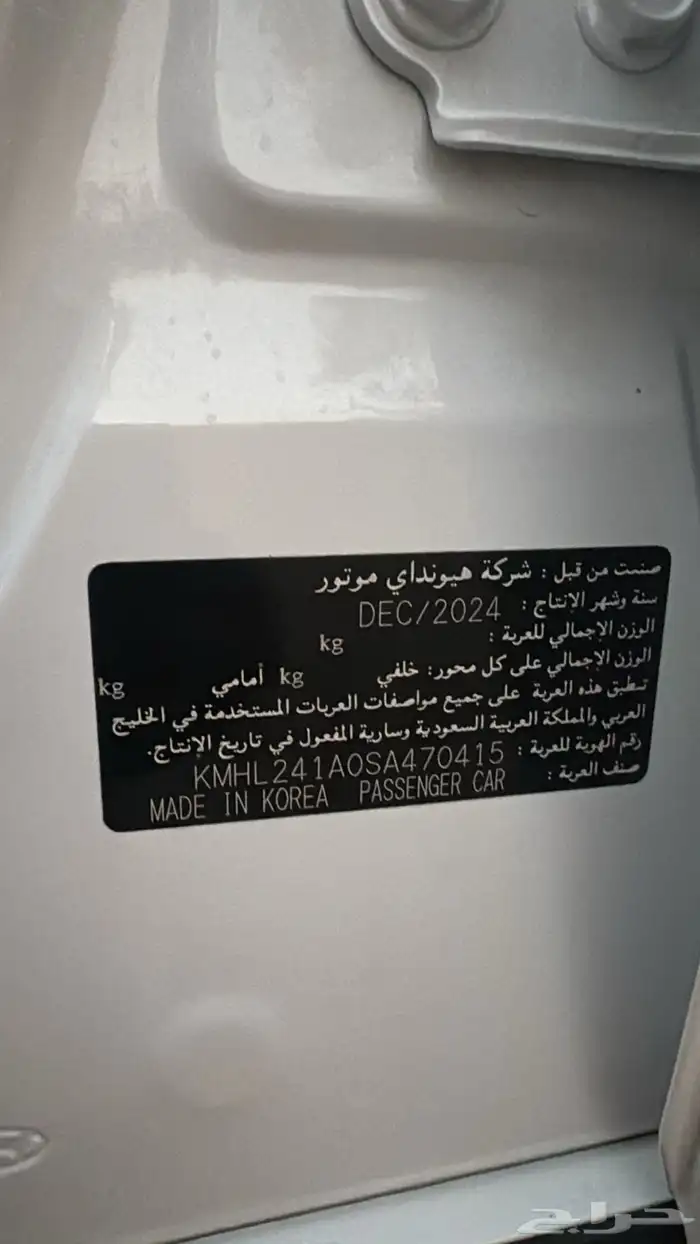 صنعت من قبل : شركة هيونداي موتور
سنة وشهر الإنتاج : DEC/2024
الوزن الإجمالي للعربة : kg
الوزن الإجمالي على كل محور: خلفي kg أمامي kg
تطبق هذه العربة على جميع مواصفات العربات المستخدمة في الخليج
العربي والمملكة العربية السعودية وسارية المفعول في تاريخ الإنتاج.
رقم الهوية للعربة : KMHL241A0SA470415
صنف العربة : PASSENGER CAR
MADE IN KOREA
حراج